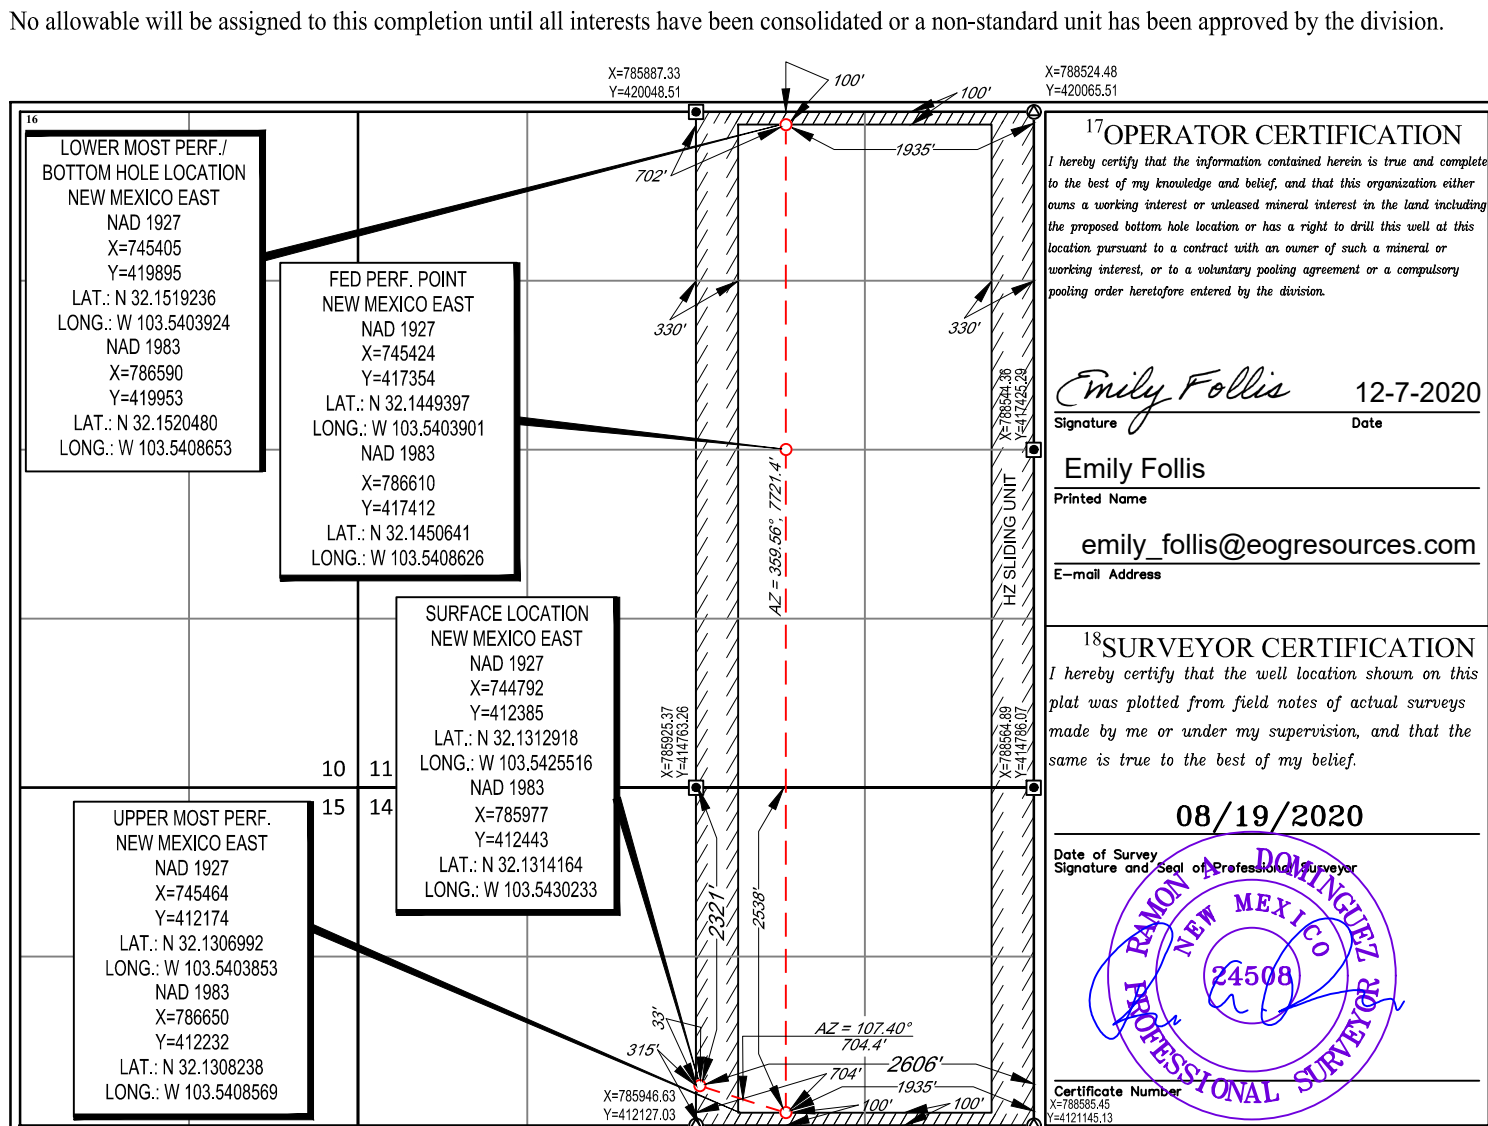 No allowable will be assigned to this completion until all interests have been consolidated or a non-standard unit has been approved by the division.
X=785887.33
Y=420048.51
100'
100'
X=788524.48
Y=420065.51
16
LOWER MOST PERF./
BOTTOM HOLE LOCATION
NEW MEXICO EAST
NAD 1927
X=745405
Y=419895
LAT.: N 32.1519236
LONG.: W 103.5403924
NAD 1983
X=786590
Y=419953
LAT.: N 32.1520480
LONG.: W 103.5408653
FED PERF. POINT
NEW MEXICO EAST
NAD 1927
X=745424
Y=417354
LAT.: N 32.1449397
LONG.: W 103.5403901
NAD 1983
X=786610
Y=417412
LAT.: N 32.1450641
LONG.: W 103.5408626
SURFACE LOCATION
NEW MEXICO EAST
NAD 1927
X=744792
Y=412385
LAT.: N 32.1312918
LONG.: W 103.5425516
NAD 1983
X=785977
Y=412443
LAT.: N 32.1314164
LONG.: W 103.5430233
UPPER MOST PERF.
NEW MEXICO EAST
NAD 1927
X=745464
Y=412174
LAT.: N 32.1306992
LONG.: W 103.5403853
NAD 1983
X=786650
Y=412232
LAT.: N 32.1308238
LONG.: W 103.5408569
10 11
15 14
1935'
702'
330'
330'
X=788544.36
Y=417425.29
AZ = 359.56°, 7721.4'
HZ SLIDING UNIT
X=785925.37
Y=414763.26
X=788564.89
Y=414786.07
2321'
2538'
33'
315'
AZ = 107.40°
704.4'
2606'
704'
1935'
100'
100'
X=785946.63
Y=412127.03
17OPERATOR CERTIFICATION
I hereby certify that the information contained herein is true and complete
to the best of my knowledge and belief, and that this organization either
owns a working interest or unleased mineral interest in the land including
the proposed bottom hole location or has a right to drill this well at this
location pursuant to a contract with an owner of such a mineral or
working interest, or to a voluntary pooling agreement or a compulsory
pooling order heretofore entered by the division.
Emily Follis 12-7-2020
Signature Date
Emily Follis
Printed Name
emily_follis@eogresources.com
E-mail Address
18SURVEYOR CERTIFICATION
I hereby certify that the well location shown on this
plat was plotted from field notes of actual surveys
made by me or under my supervision, and that the
same is true to the best of my belief.
08/19/2020
Date of Survey
Signature and Seal of Professional Surveyor
RAMON A. DOMINGUEZ
NEW MEXICO
24508
PROFESSIONAL SURVEYOR
Certificate Number
X=788585.45
Y=4121145.13